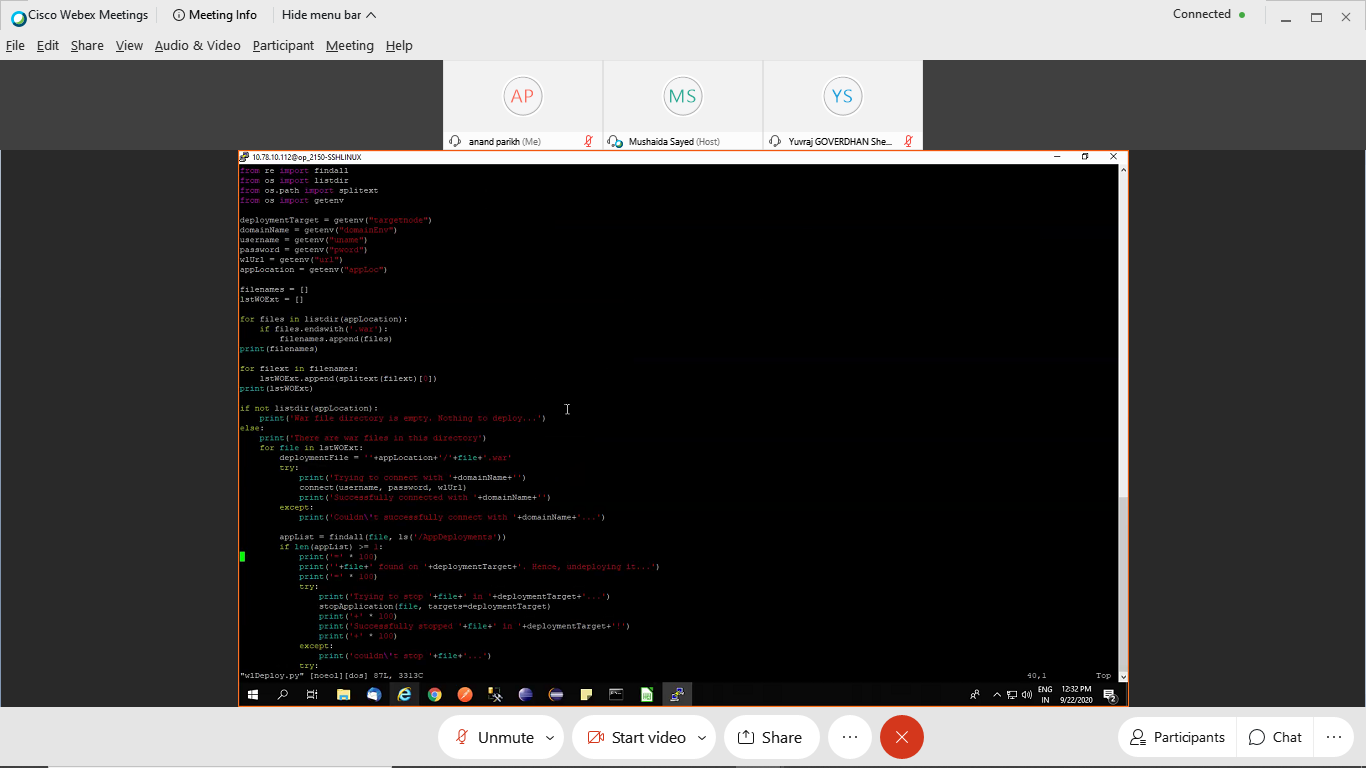 Cisco Webex Meetings
Meeting Info
Hide menu bar
Connected
File Edit Share View Audio & Video Participant Meeting Help
AP
MS
YS
anand parikh (Me)
Mushaida Sayed (Host)
Yuvraj GOVERDHAN She...
10.78.10.112@op_2150-SSHLINUX
from re import findall
from os import listdir
from os.path import splitext
from os import getenv
deploymentTarget = getenv("targetnode")
domainName = getenv("domainEnv")
username = getenv("uname")
password = getenv("pword")
wlUrl = getenv("url")
appLocation = getenv("appLoc")
filenames = []
lstWOExt = []
for files in listdir(appLocation):
    if files.endswith('.war'):
        filenames.append(files)
print(filenames)
for filext in filenames:
    lstWOExt.append(splitext(filext)[0])
print(lstWOExt)
if not listdir(appLocation):
    print('War file directory is empty. Nothing to deploy...')
else:
    print('There are war files in this directory')
    for file in lstWOExt:
        deploymentFile = ''+appLocation+'/'+file+'.war'
        try:
            print('Trying to connect with '+domainName+'')
            connect(username, password, wlUrl)
            print('Successfully connected with '+domainName+'')
        except:
            print('Couldn\'t successfully connect with '+domainName+'...')
        appList = findall(file, ls('/AppDeployments'))
        if len(appList) >= 1:
            print('=' * 100)
            print(''+file+' found on '+deploymentTarget+'. Hence, undeploying it...')
            print('=' * 100)
            try:
                print('Trying to stop '+file+' in '+deploymentTarget+'...')
                stopApplication(file, targets=deploymentTarget)
                print('+' * 100)
                print('Successfully stopped '+file+' in '+deploymentTarget+'!')
                print('+' * 100)
            except:
                print('couldn\'t stop '+file+'...')
            try:
"wlDeploy.py" [noeol][dos] 87L, 3313C 40,1 Top
ENG
IN
12:32 PM
9/22/2020
2
Unmute
Start video
Share
Participants
Chat